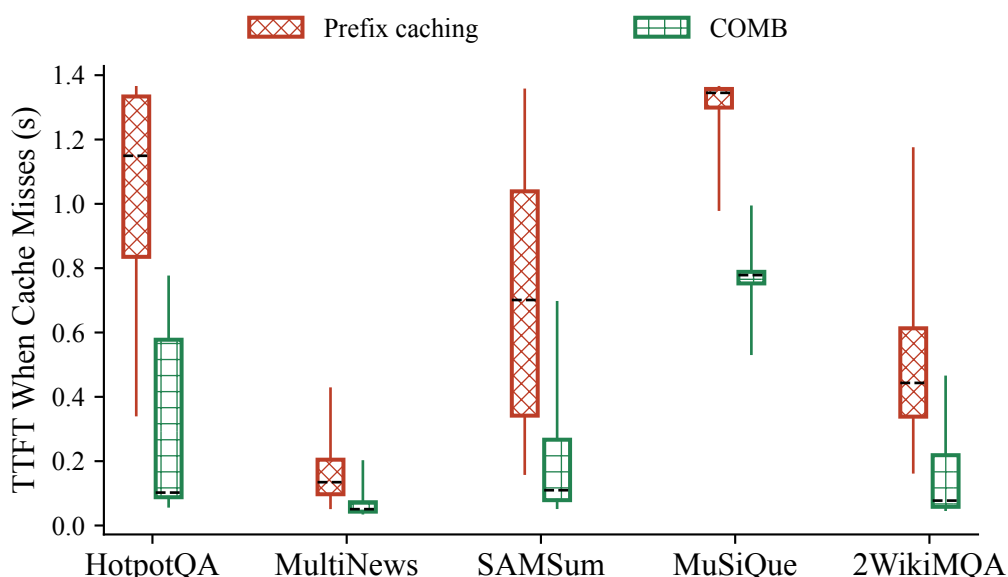 Prefix caching COMB
TTFT When Cache Misses (s)
1.4
1.2
1.0
0.8
0.6
0.4
0.2
0.0
HotpotQA MultiNews SAMSum MuSiQue 2WikiMQA